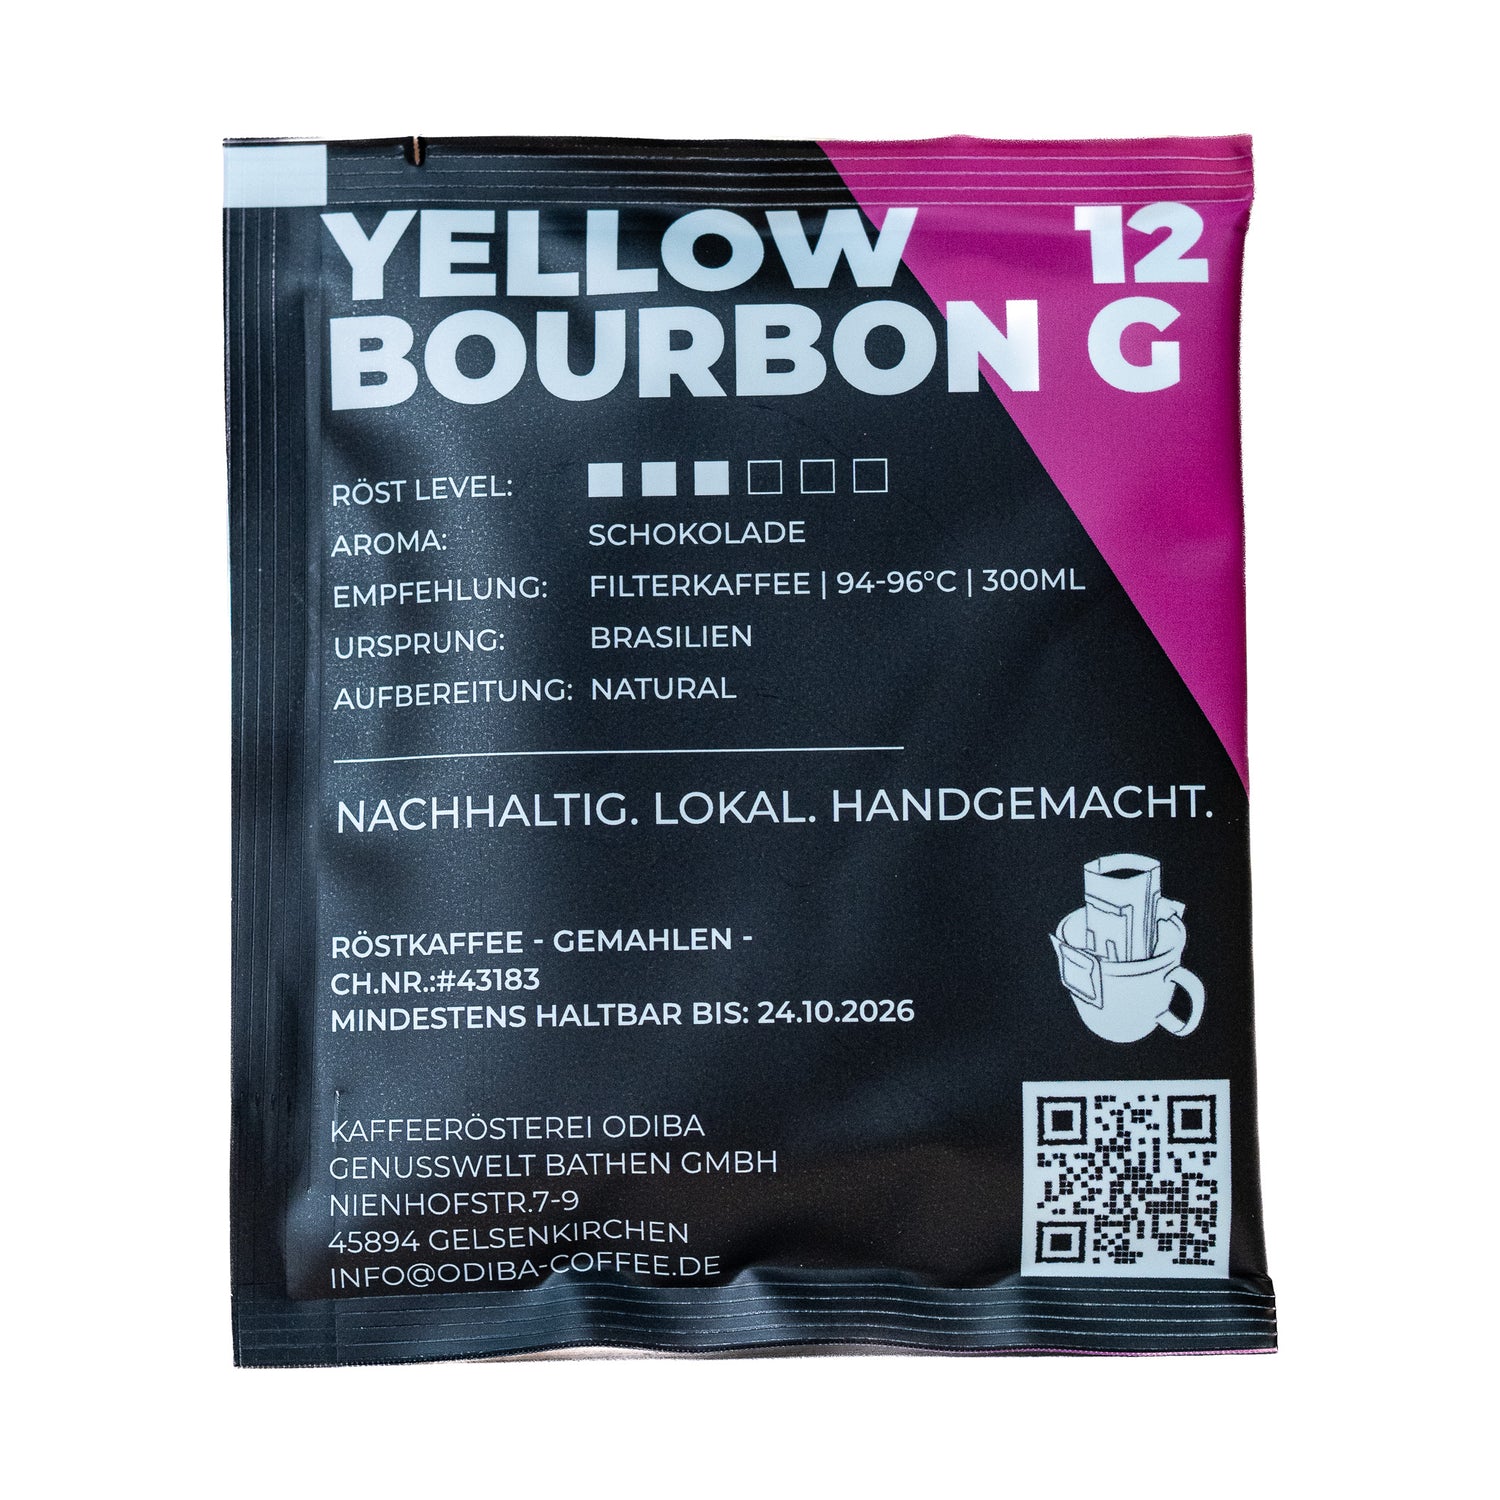 YELLOW 12
BOURBON G
RÖST LEVEL:
AROMA: SCHOKOLADE
EMPFEHLUNG: FILTERKAFFEE | 94-96°C | 300ML
URSPRUNG: BRASILIEN
AUFBEREITUNG: NATURAL
NACHHALTIG. LOKAL. HANDGEMACHT.
RÖSTKAFFEE - GEMAHLEN -
CH.NR.:#43183
MINDESTENS HALTBAR BIS: 24.10.2026
KAFFEERÖSTEREI ODIBA
GENUSSWELT BATHEN GMBH
NIENHOFSTR.7-9
45894 GELSENKIRCHEN
INFO@ODIBA-COFFEE.DE